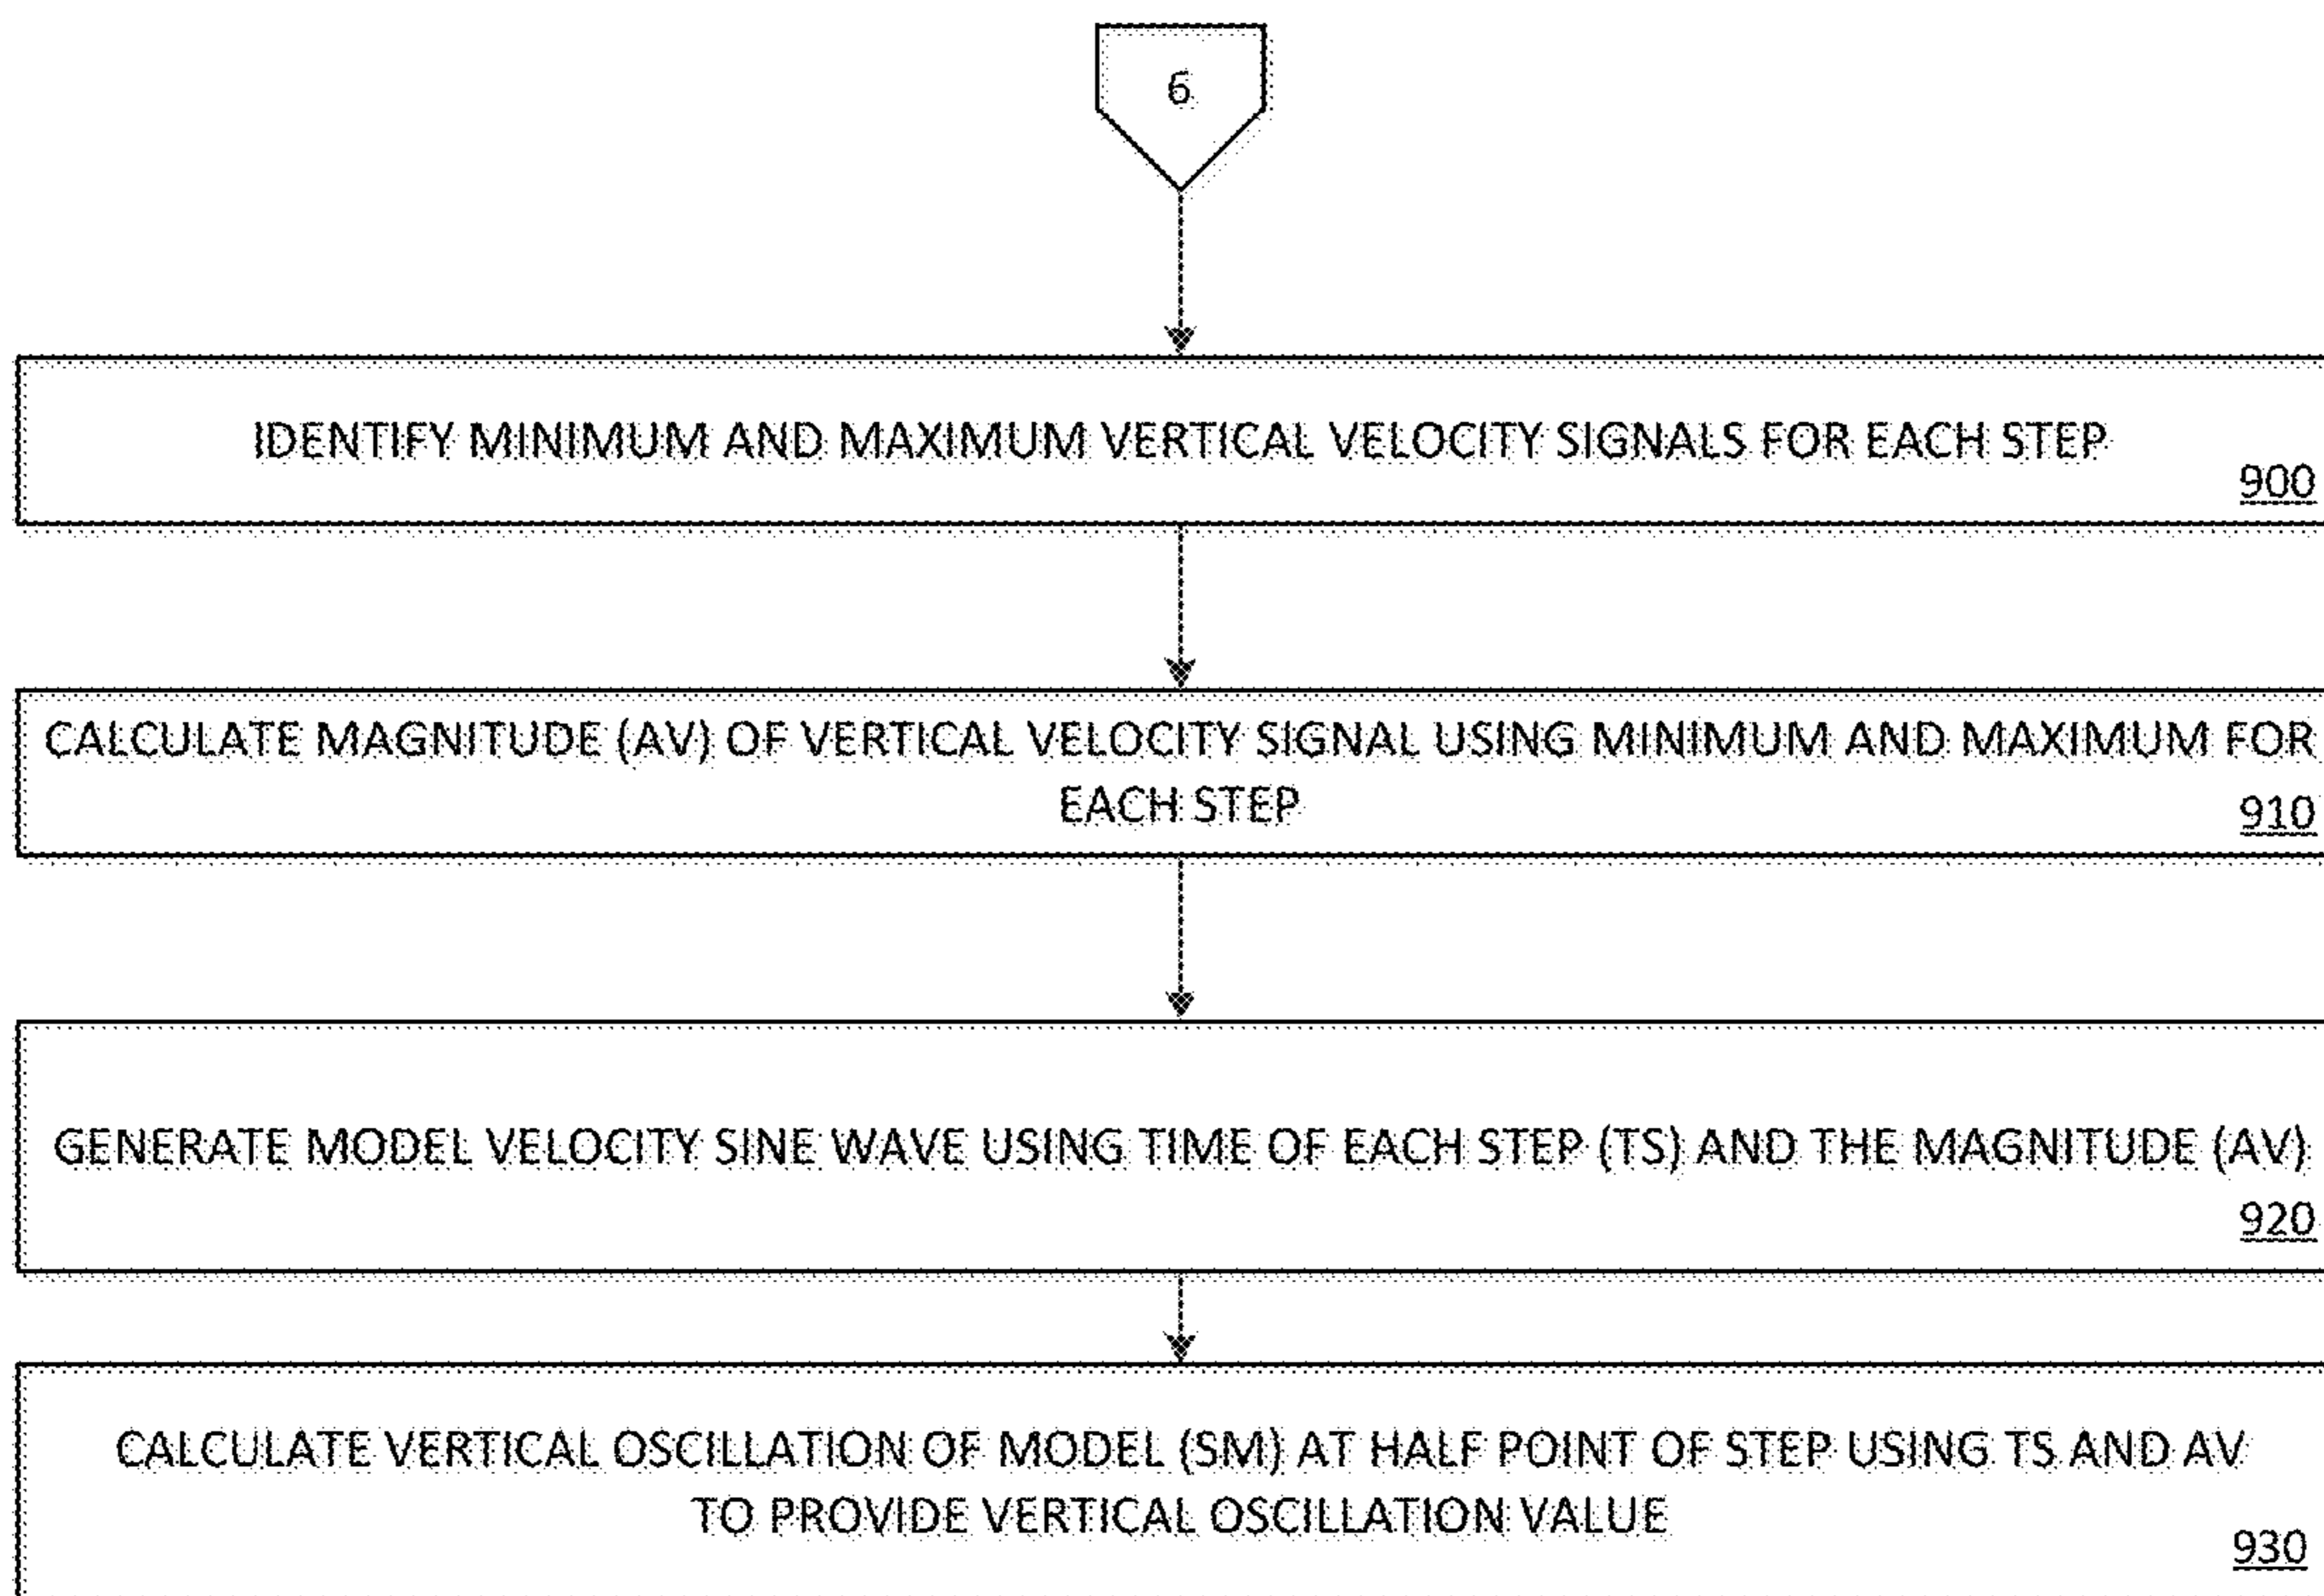 6
IDENTIFY MINIMUM AND MAXIMUM VERTICAL VELOCITY SIGNALS FOR EACH STEP
900
CALCULATE MAGNITUDE (AV) OF VERTICAL VELOCITY SIGNAL USING MINIMUM AND MAXIMUM FOR
EACH STEP
910
GENERATE MODEL VELOCITY SINE WAVE USING TIME OF EACH STEP (TS) AND THE MAGNITUDE (AV)
920
CALCULATE VERTICAL OSCILLATION OF MODEL (SM) AT HALF POINT OF STEP USING TS AND AV
TO PROVIDE VERTICAL OSCILLATION VALUE
930